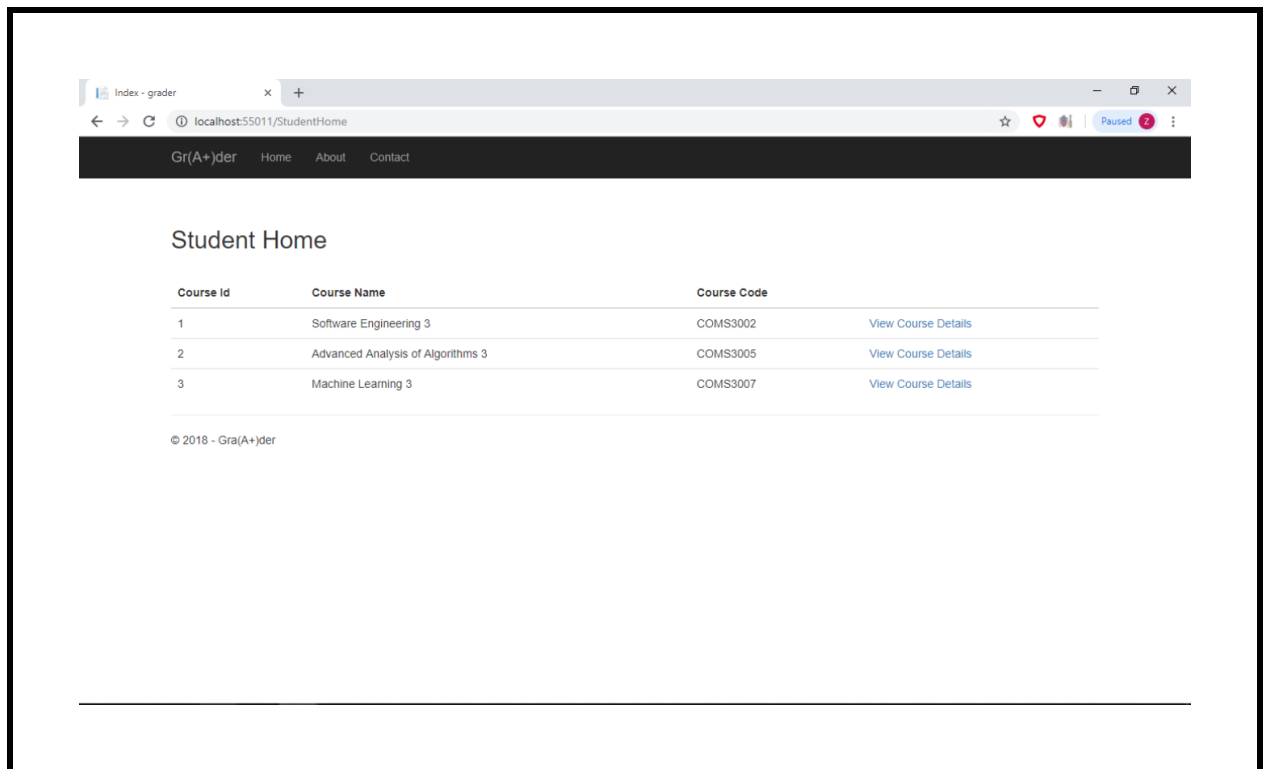 Index - grader
localhost:55011/StudentHome
Paused Z
Gr(A+)der Home About Contact
Student Home
Course Id Course Name Course Code
1 Software Engineering 3 COMS3002 View Course Details
2 Advanced Analysis of Algorithms 3 COMS3005 View Course Details
3 Machine Learning 3 COMS3007 View Course Details
© 2018 - Gra(A+)der